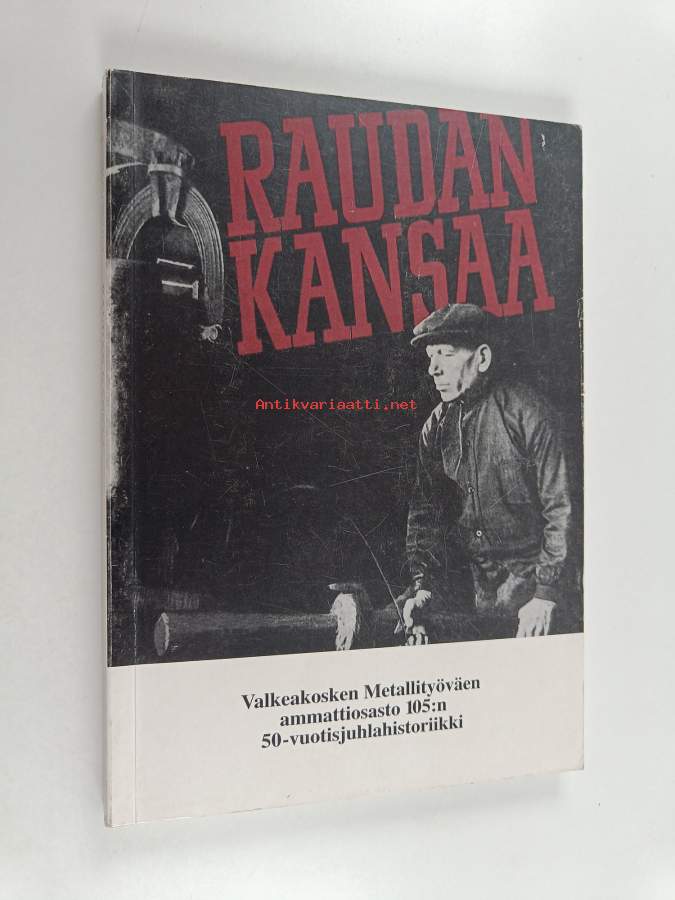 RAUDAN
KANSAA
Antikvariaatti.net
Valkeakosken Metallityöväen
ammattiosasto 105:n
50-vuotisjuhlahistoriikki